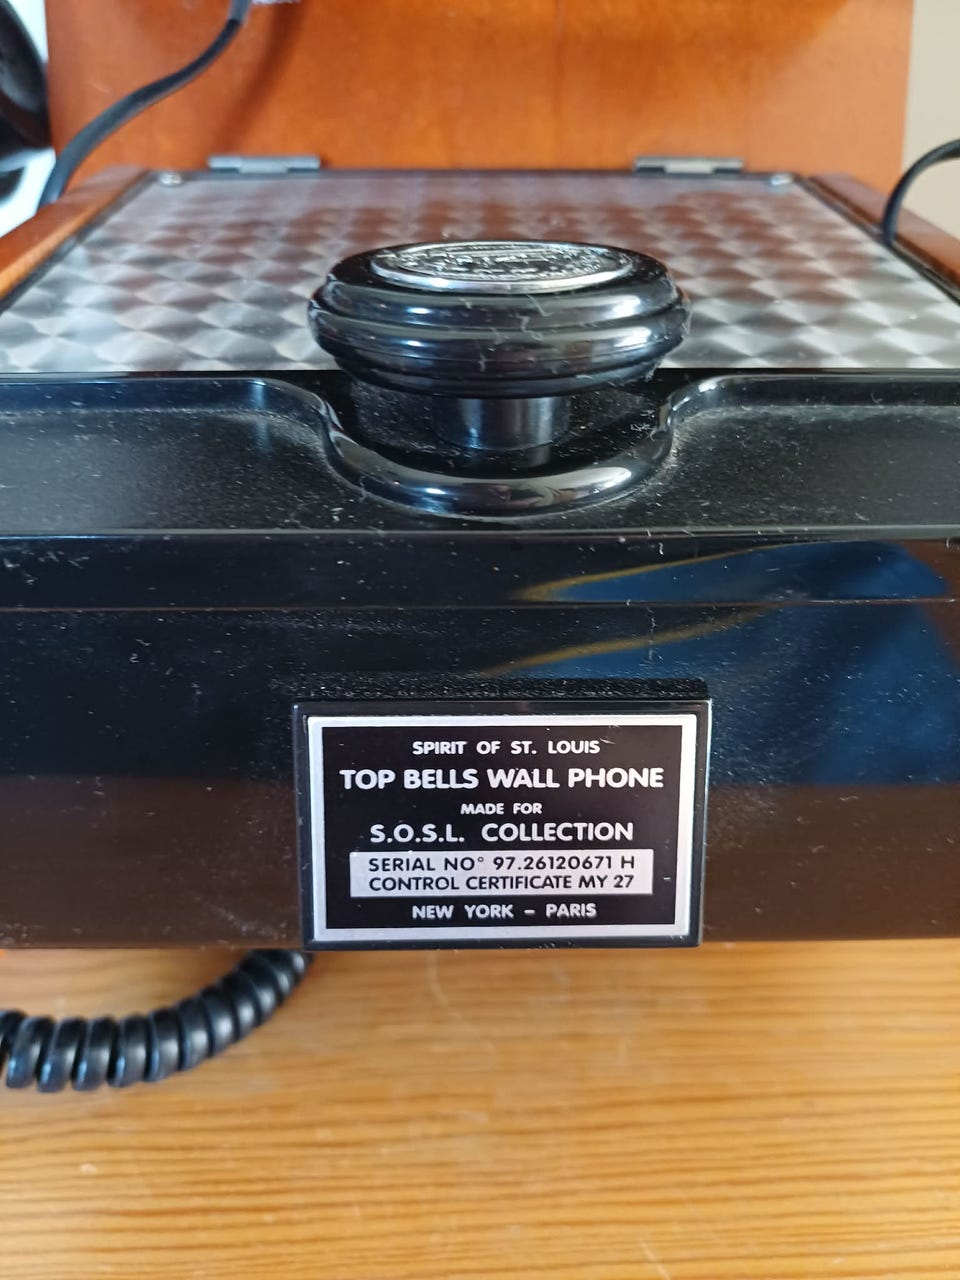 SPIRIT OF ST. LOUIS
TOP BELLS WALL PHONE
MADE FOR
S.O.S.L. COLLECTION
SERIAL NO° 97.26120671 H
CONTROL CERTIFICATE MY 27
NEW YORK – PARIS